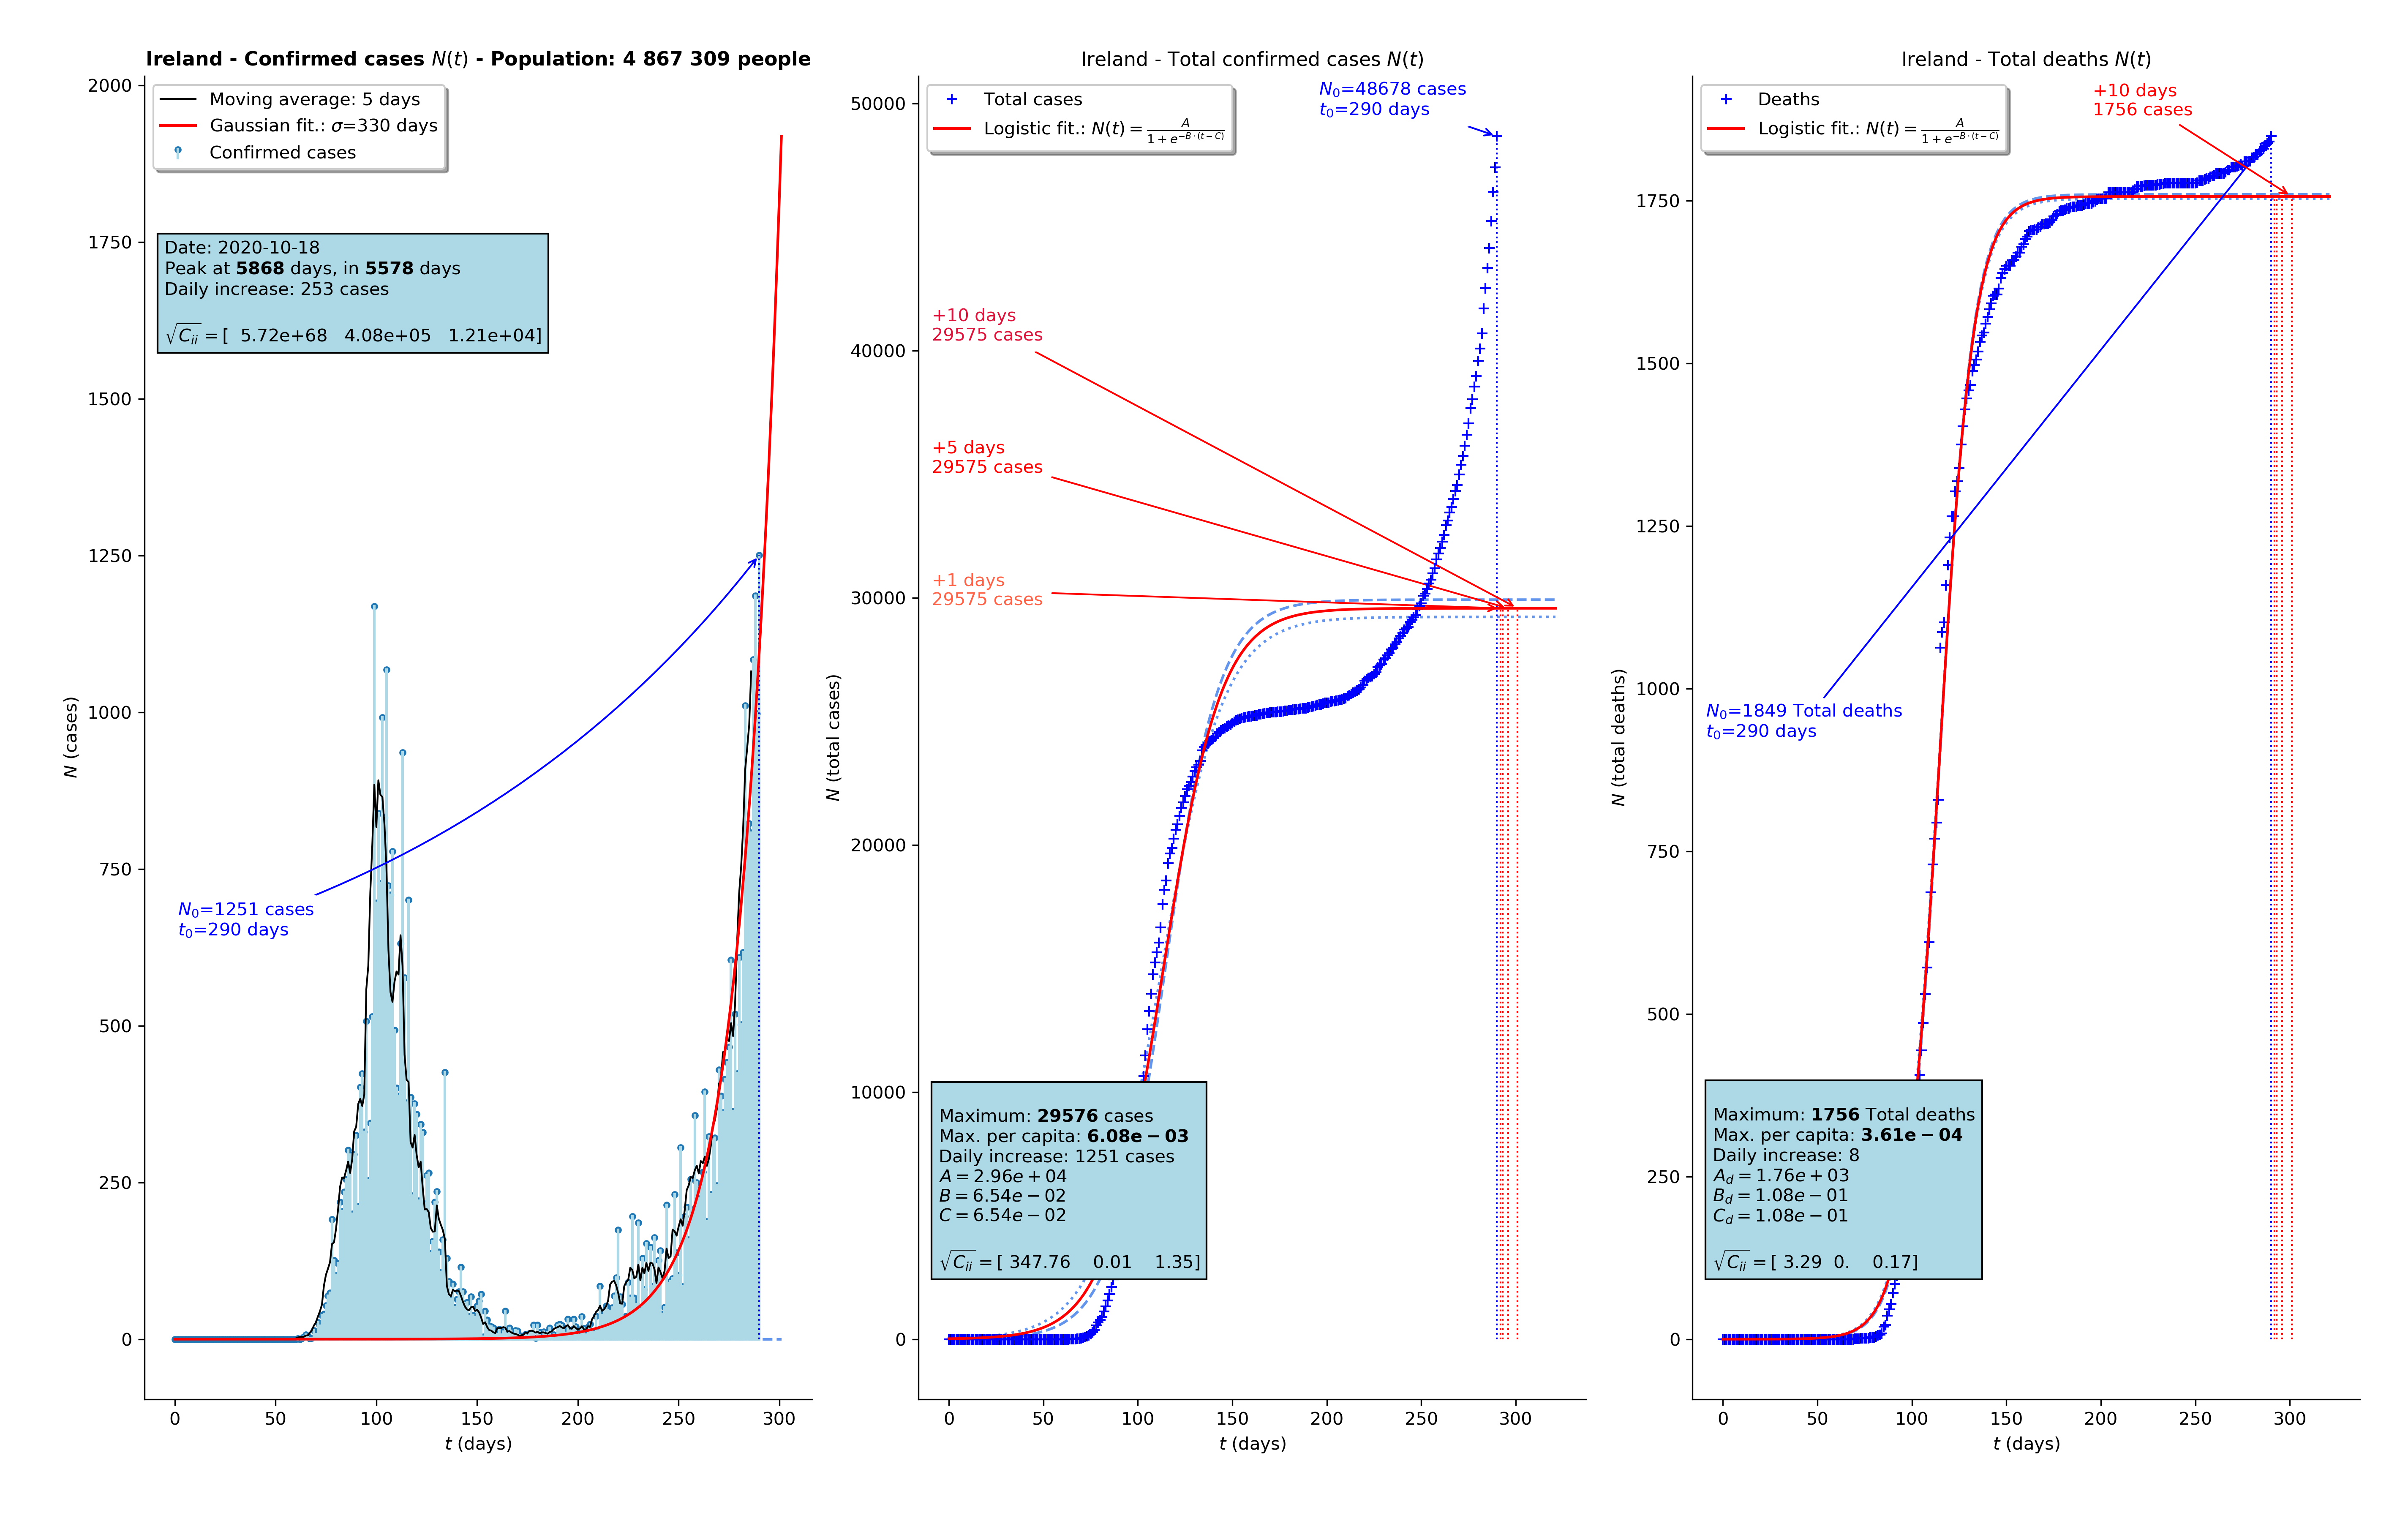 Ireland - Confirmed cases N(t) - Population: 4 867 309 people
Moving average: 5 days
Gaussian fit.: σ=330 days
Confirmed cases
Date: 2020-10-18
Peak at 5868 days, in 5578 days
Daily increase: 253 cases
√Cii = [ 5.72e+68 4.08e+05 1.21e+04]
N0=1251 cases
t0=290 days
2000
1750
1500
1250
1000
750
500
250
0
N (cases)
0 50 100 150 200 250 300
t (days)
Ireland - Total confirmed cases N(t)
Total cases
Logistic fit.: N(t) = A / (1 + e^(−B·(t−C)))
N0=48678 cases
t0=290 days
+10 days
29575 cases
+5 days
29575 cases
+1 days
29575 cases
Maximum: 29576 cases
Max. per capita: 6.08e − 03
Daily increase: 1251 cases
A = 2.96e + 04
B = 6.54e − 02
C = 6.54e − 02
√Cii = [ 347.76 0.01 1.35]
50000
40000
30000
20000
10000
0
N (total cases)
0 50 100 150 200 250 300
t (days)
Ireland - Total deaths N(t)
Deaths
Logistic fit.: N(t) = A / (1 + e^(−B·(t−C)))
+10 days
1756 cases
N0=1849 Total deaths
t0=290 days
Maximum: 1756 Total deaths
Max. per capita: 3.61e − 04
Daily increase: 8
Ad = 1.76e + 03
Bd = 1.08e − 01
Cd = 1.08e − 01
√Cii = [ 3.29 0. 0.17]
1750
1500
1250
1000
750
500
250
0
N (total deaths)
0 50 100 150 200 250 300
t (days)